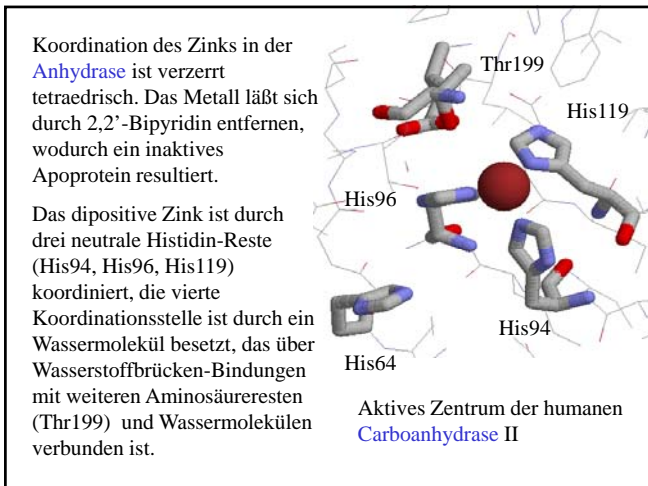 Koordination des Zinks in der
Anhydrase ist verzerrt
tetraedrisch. Das Metall läßt sich
durch 2,2’-Bipyridin entfernen,
wodurch ein inaktives
Apoprotein resultiert.
Das dipositive Zink ist durch
drei neutrale Histidin-Reste
(His94, His96, His119)
koordiniert, die vierte
Koordinationsstelle ist durch ein
Wassermolekül besetzt, das über
Wasserstoffbrücken-Bindungen
mit weiteren Aminosäureresten
(Thr199) und Wassermolekülen
verbunden ist.
Thr199
His119
His96
His94
His64
Aktives Zentrum der humanen
Carboanhydrase II